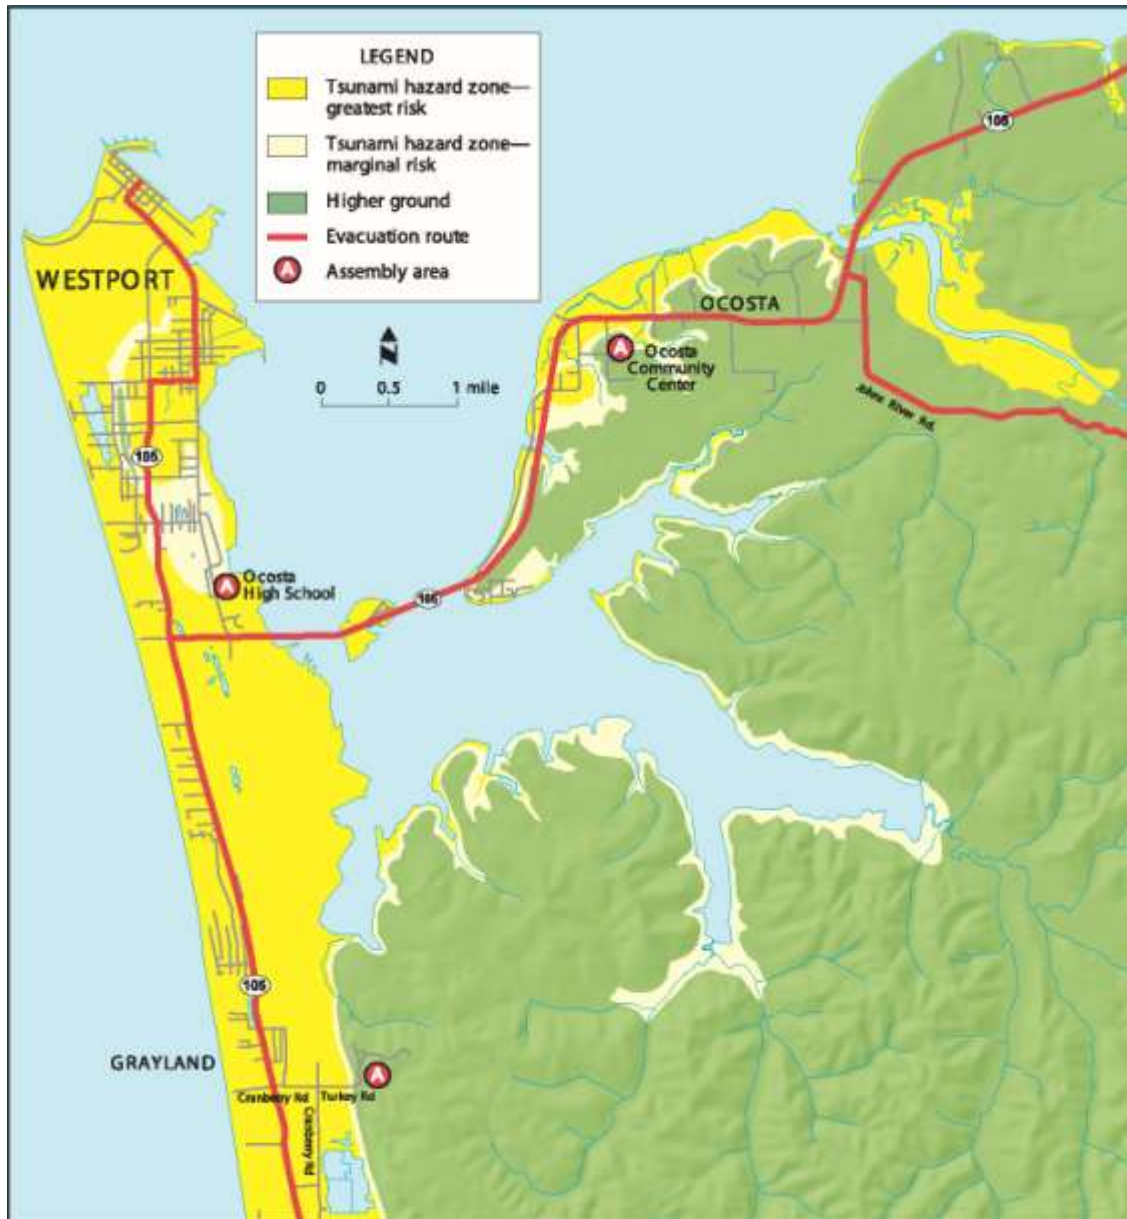 LEGEND
Tsunami hazard zone—
greatest risk
Tsunami hazard zone—
marginal risk
Higher ground
Evacuation route
A
Assembly area
105
WESTPORT
N
0 0.5 1 mile
OCOSTA
A
Ocosta
Community
Center
Johns River Rd.
105
A
Ocosta
High School
105
105
GRAYLAND
A
Cranberry Rd
Turkey Rd
Cranberry Rd